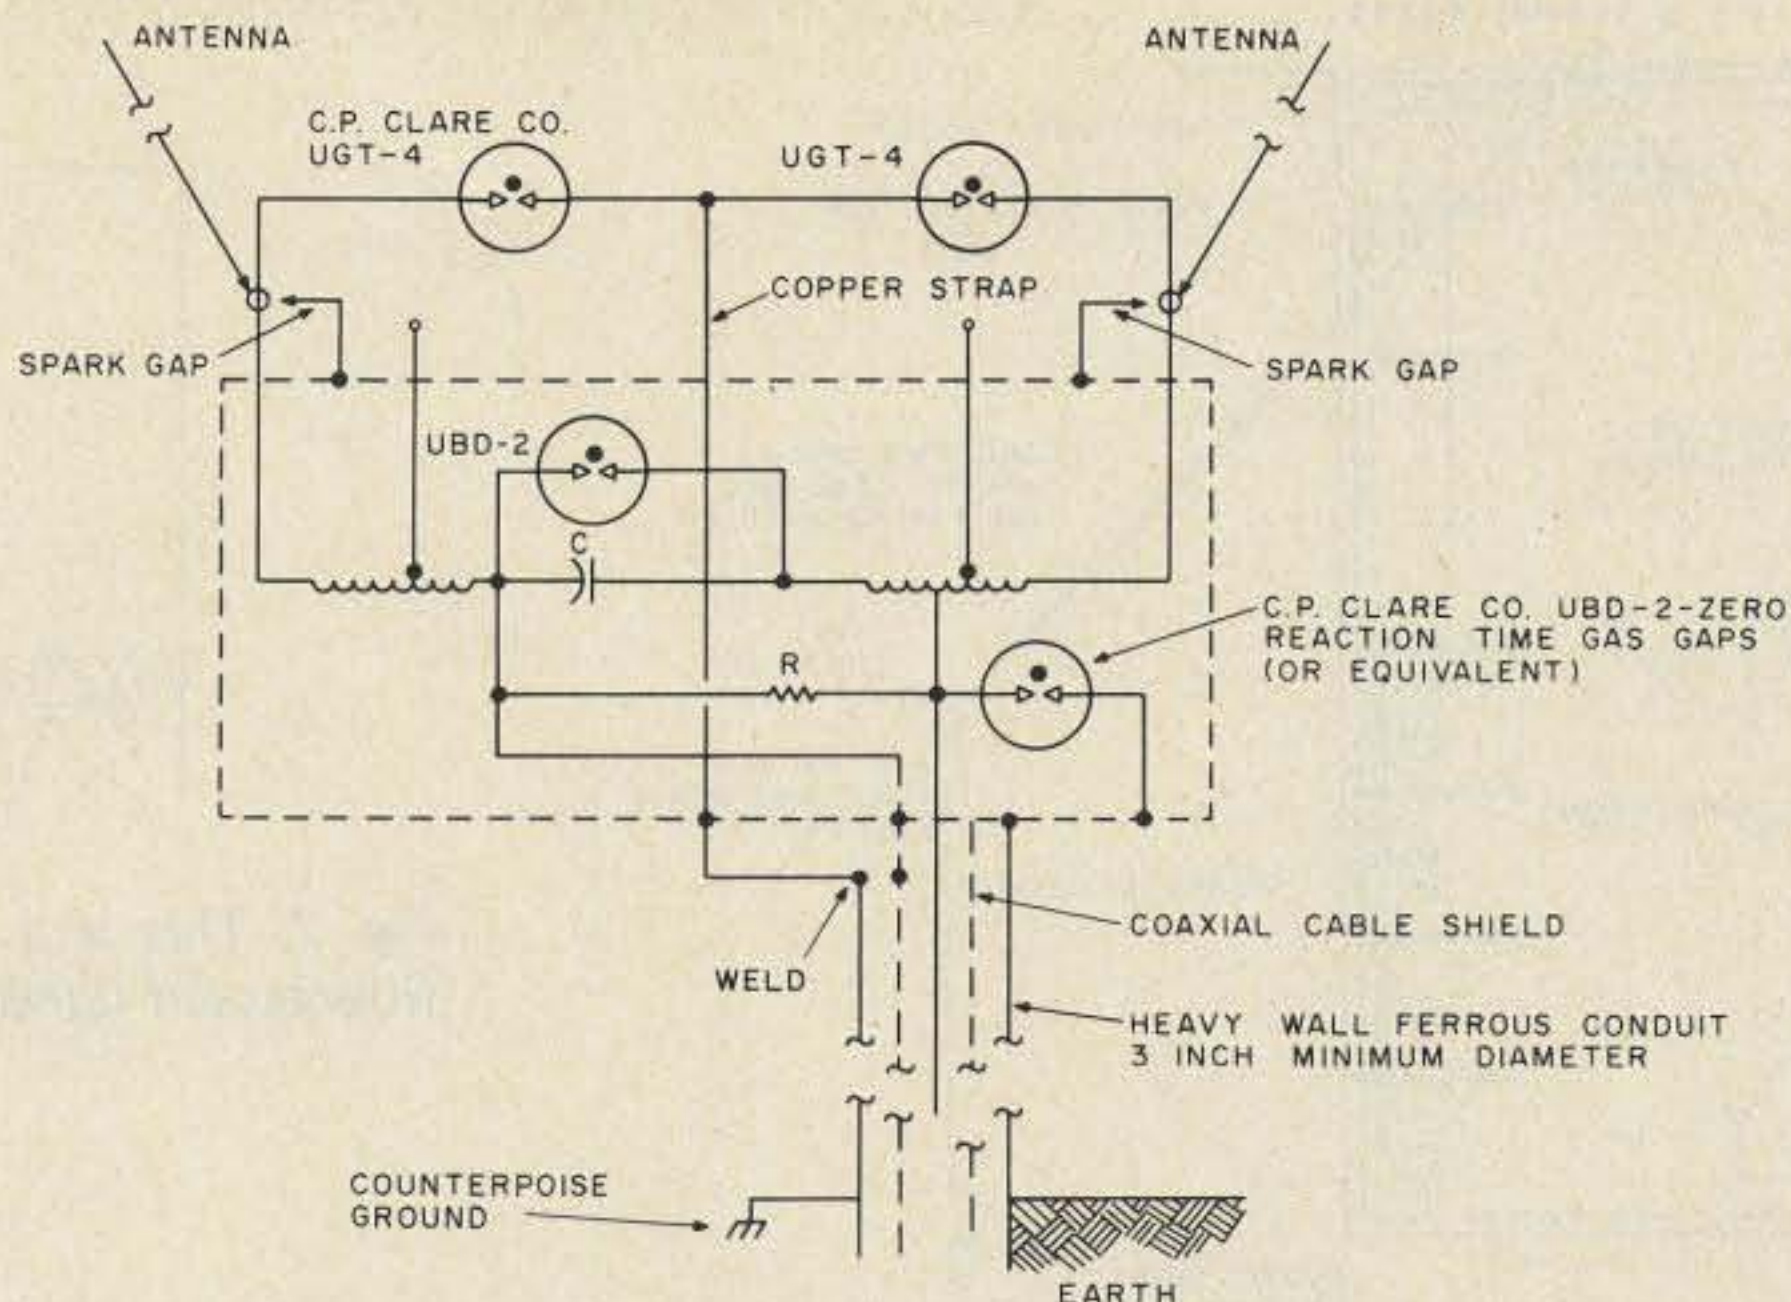 ANTENNA
ANTENNA
C.P. CLARE CO.
UGT-4
UGT-4
COPPER STRAP
SPARK GAP
SPARK GAP
UBD-2
C
C.P. CLARE CO. UBD-2-ZERO
REACTION TIME GAS GAPS
(OR EQUIVALENT)
R
COAXIAL CABLE SHIELD
WELD
HEAVY WALL FERROUS CONDUIT
3 INCH MINIMUM DIAMETER
COUNTERPOISE
GROUND
EARTH